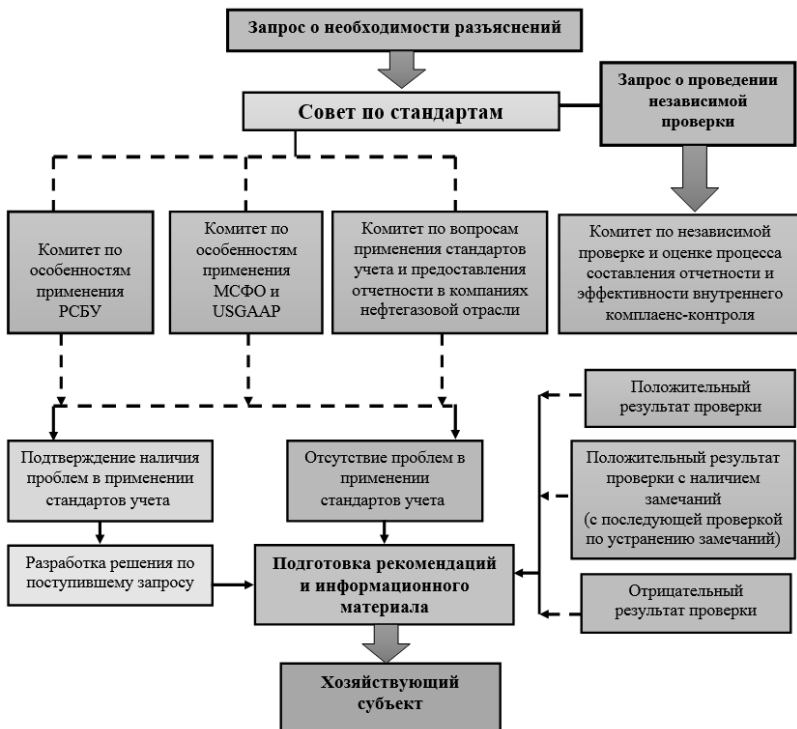 Запрос о необходимости разъяснений
Совет по стандартам
Запрос о проведении
независимой
проверки
Комитет по
особенностям
применения
РСБУ
Комитет по
особенностям
применения
МСФО и
USGAAP
Комитет по вопросам
применения стандартов
учета и предоставления
отчетности в компаниях
нефтегазовой отрасли
Комитет по независимой
проверке и оценке процесса
составления отчетности и
эффективности внутреннего
комплаенс-контроля
Подтверждение наличия
проблем в применении
стандартов учета
Отсутствие проблем в
применении
стандартов учета
Положительный
результат проверки
Положительный результат
проверки с наличием
замечаний
(с последующей проверкой
по устранению замечаний)
Отрицательный
результат проверки
Разработка решения по
поступившему запросу
Подготовка рекомендаций
и информационного
материала
Хозяйствующий
субъект